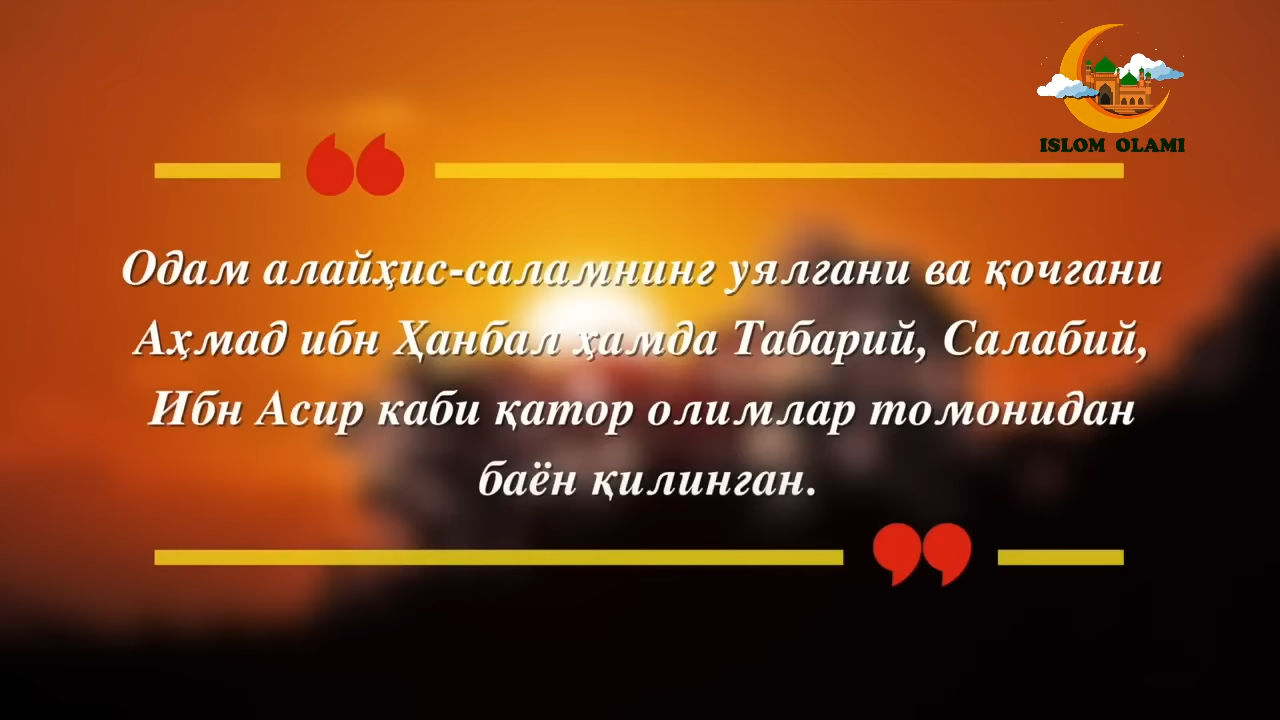 ISLOM OLAMI
Одам алайҳис-саламнинг уялгани ва қочгани
Аҳмад ибн Ҳанбал ҳамда Табарий, Салабий,
Ибн Асир каби қатор олимлар томонидан
баён қилинган.